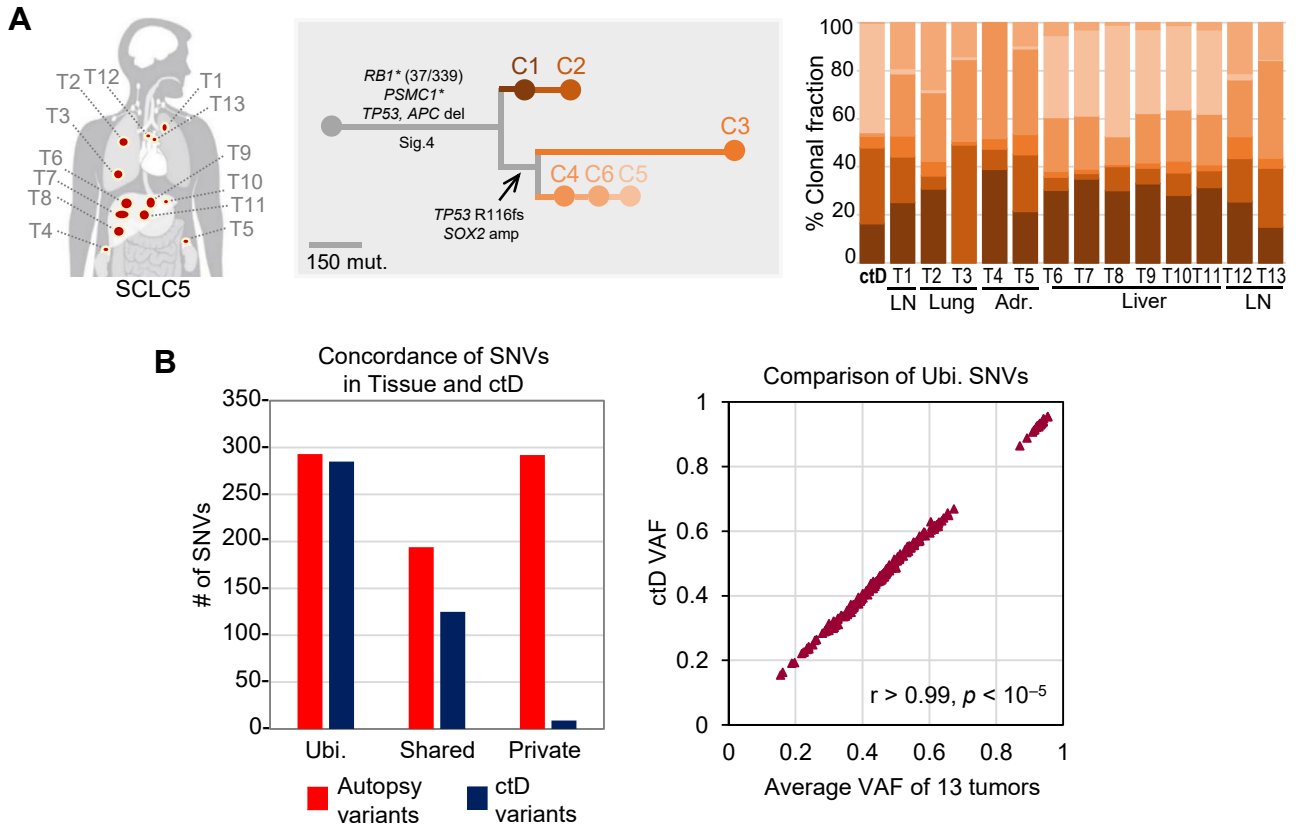 A
T2
T12
T1
T13
T3
T6
T7
T8
T4
T9
T10
T11
T5
SCLC5
RB1* (37/339)
PSMC1*
TP53, APC del
Sig.4
C1
C2
C3
C4
C6
C5
TP53 R116fs
SOX2 amp
150 mut.
% Clonal fraction
100
80
60
40
20
0
ctD
T1
T2
T3
T4
T5
T6
T7
T8
T9
T10
T11
T12
T13
LN
Lung
Adr.
Liver
LN
B
Concordance of SNVs
in Tissue and ctD
# of SNVs
350
300
250
200
150
100
50
0
Ubi.
Shared
Private
Autopsy
variants
ctD
variants
Comparison of Ubi. SNVs
ctD VAF
1
0.8
0.6
0.4
0.2
0
r > 0.99, p < 10⁻⁵
0
0.2
0.4
0.6
0.8
1
Average VAF of 13 tumors